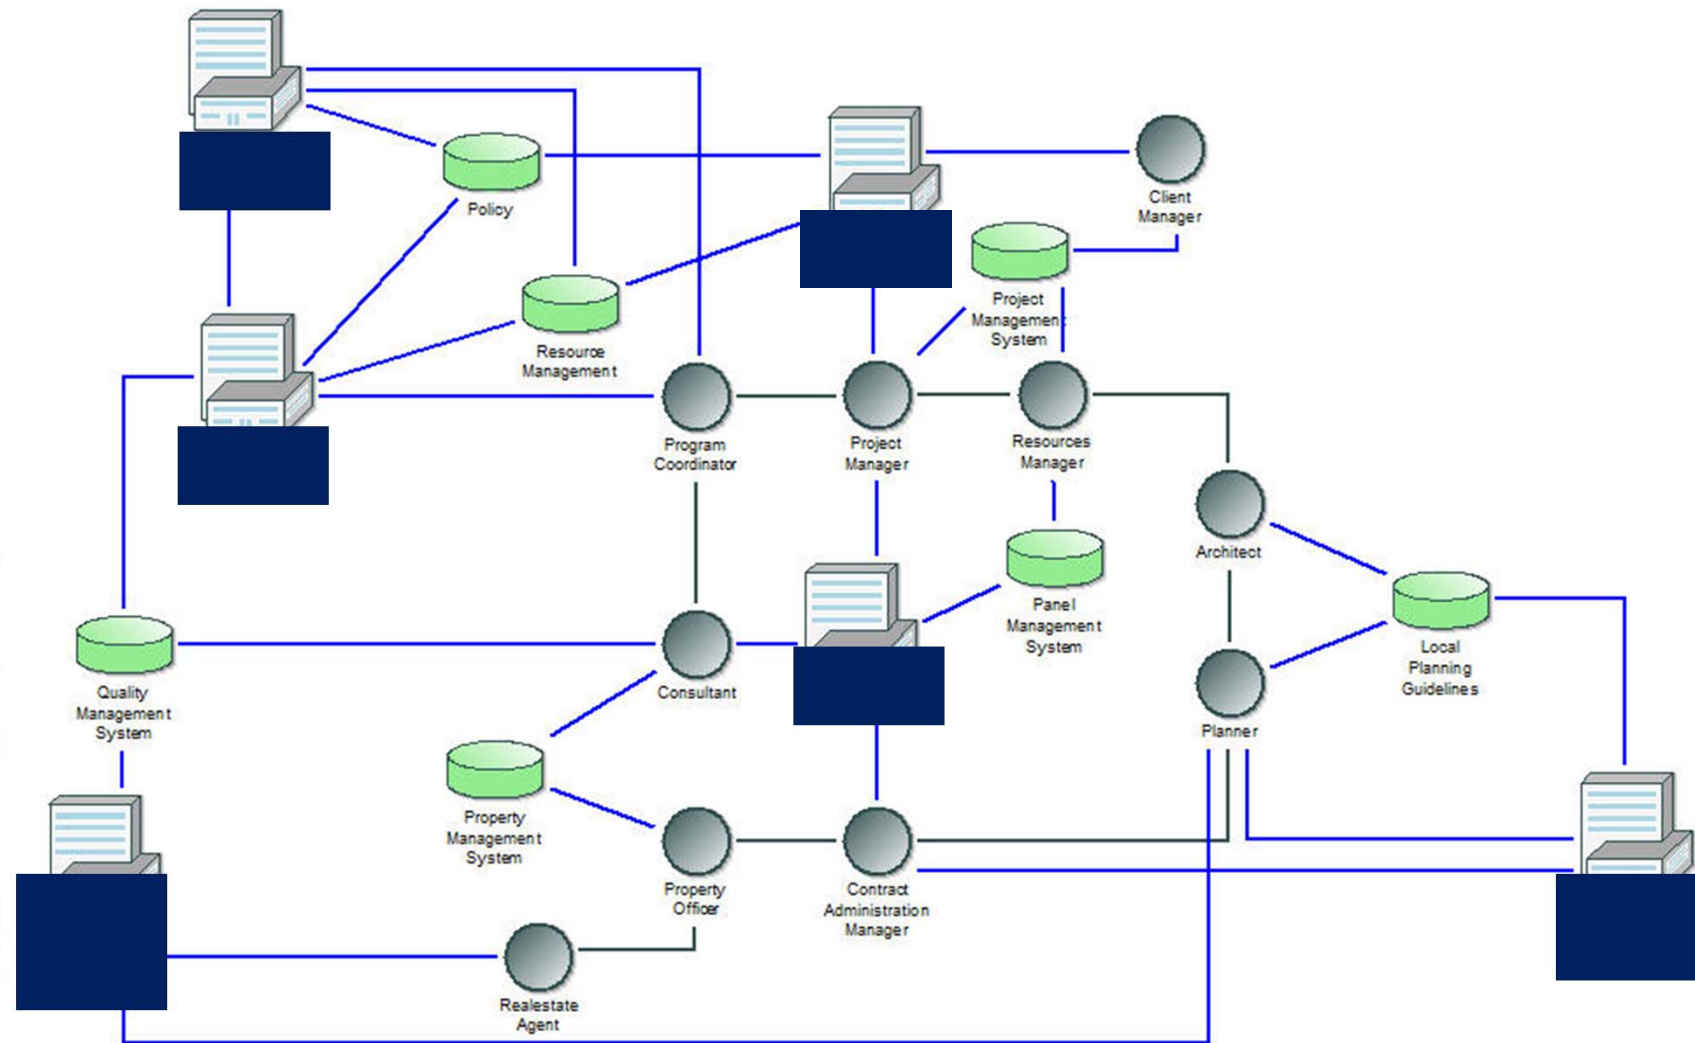 Policy
Client
Manager
Resource
Management
Project
Management
System
Program
Coordinator
Project
Manager
Resources
Manager
Architect
Panel
Management
System
Local
Planning
Guidelines
Quality
Management
System
Consultant
Planner
Property
Management
System
Property
Officer
Contract
Administration
Manager
Realestate
Agent